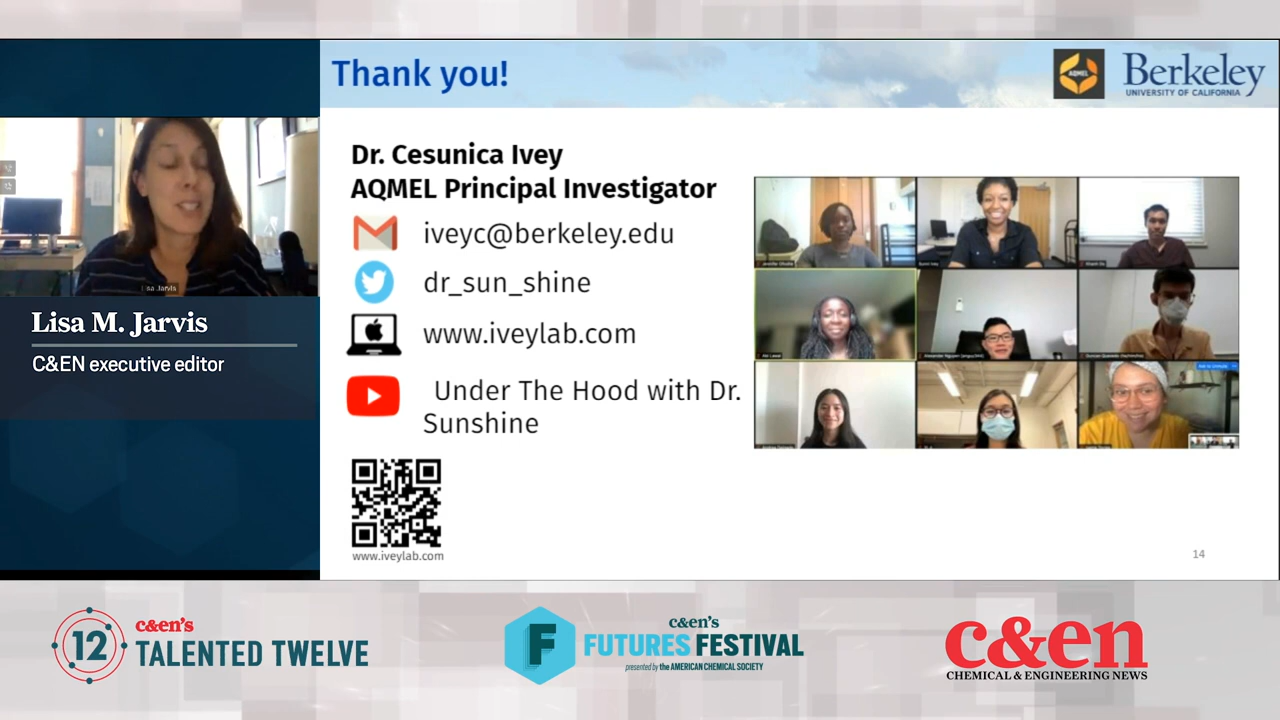 Thank you!
AQMEL
Berkeley
UNIVERSITY OF CALIFORNIA
Dr. Cesunica Ivey
AQMEL Principal Investigator
iveyc@berkeley.edu
dr_sun_shine
www.iveylab.com
Under The Hood with Dr.
Sunshine
www.iveylab.com
14
Lisa Jarvis
Lisa M. Jarvis
C&EN executive editor
12
c&en's
TALENTED TWELVE
F
c&en's
FUTURES FESTIVAL
presented by the AMERICAN CHEMICAL SOCIETY
c&en
CHEMICAL & ENGINEERING NEWS